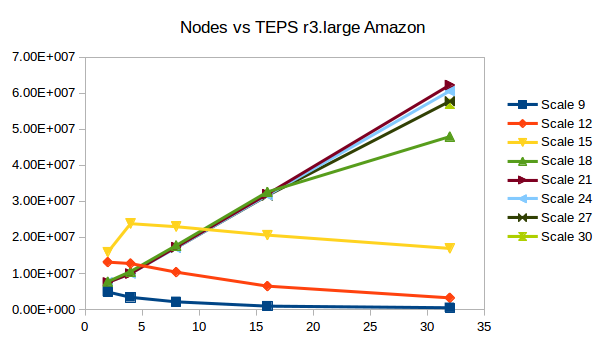 Nodes vs TEPS r3.large Amazon
7.00E+007
6.00E+007
5.00E+007
4.00E+007
3.00E+007
2.00E+007
1.00E+007
0.00E+000
0 5 10 15 20 25 30 35
Scale 9
Scale 12
Scale 15
Scale 18
Scale 21
Scale 24
Scale 27
Scale 30